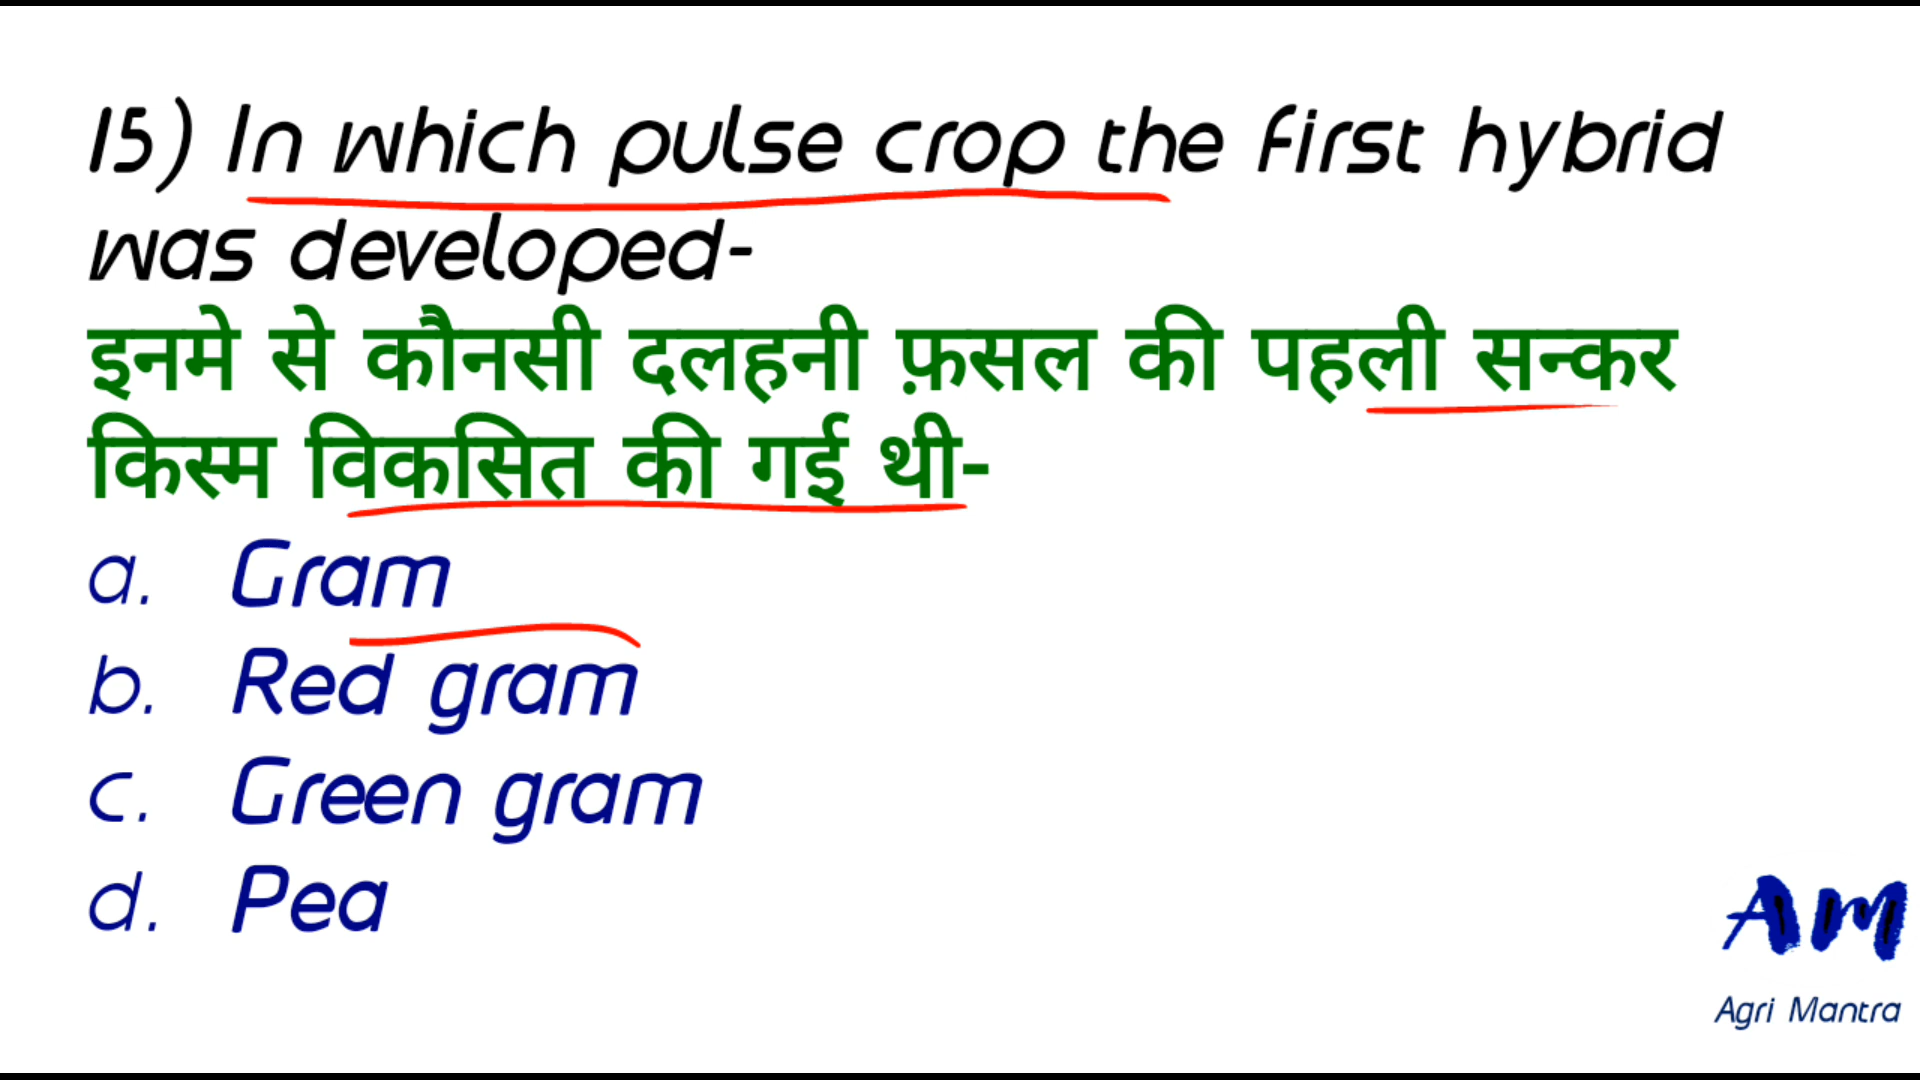 15) In which pulse crop the first hybrid
was developed-
इनमे से कौनसी दलहनी फ़सल की पहली सन्कर
किस्म विकसित की गई थी-
a. Gram
b. Red gram
c. Green gram
d. Pea
AM
Agri Mantra